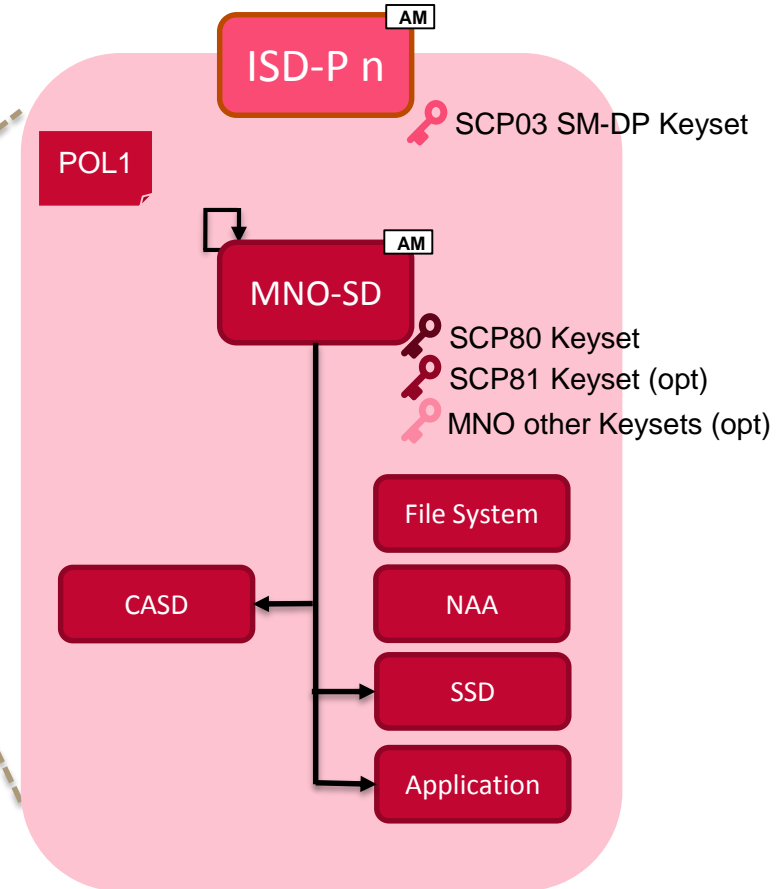 AM
ISD-P n
SCP03 SM-DP Keyset
POL1
AM
MNO-SD
SCP80 Keyset
SCP81 Keyset (opt)
MNO other Keysets (opt)
File System
CASD
NAA
SSD
Application